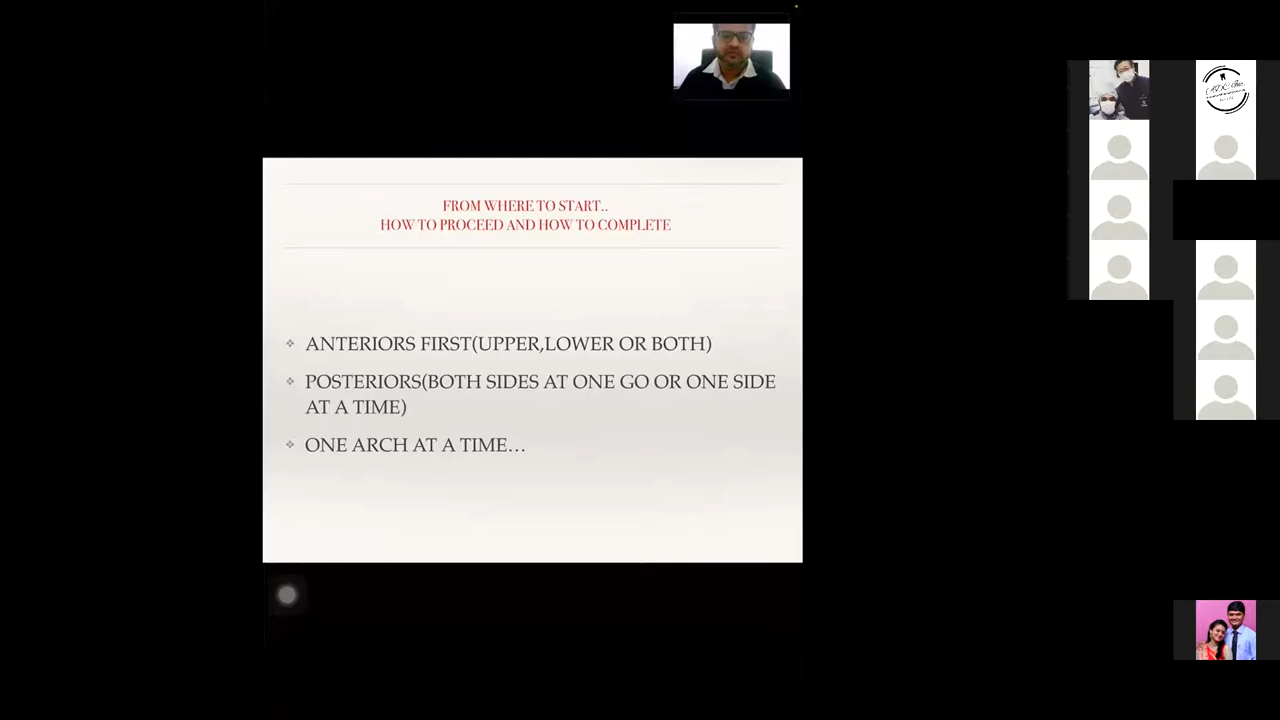 FROM WHERE TO START..
HOW TO PROCEED AND HOW TO COMPLETE
ANTERIORS FIRST(UPPER,LOWER OR BOTH)
POSTERIORS(BOTH SIDES AT ONE GO OR ONE SIDE
AT A TIME)
ONE ARCH AT A TIME…